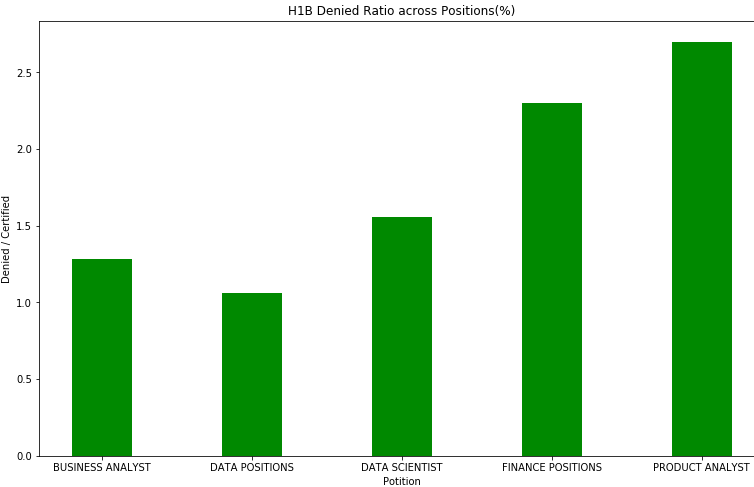 H1B Denied Ratio across Positions(%)
Denied / Certified
2.5
2.0
1.5
1.0
0.5
0.0
BUSINESS ANALYST DATA POSITIONS DATA SCIENTIST FINANCE POSITIONS PRODUCT ANALYST
Potition